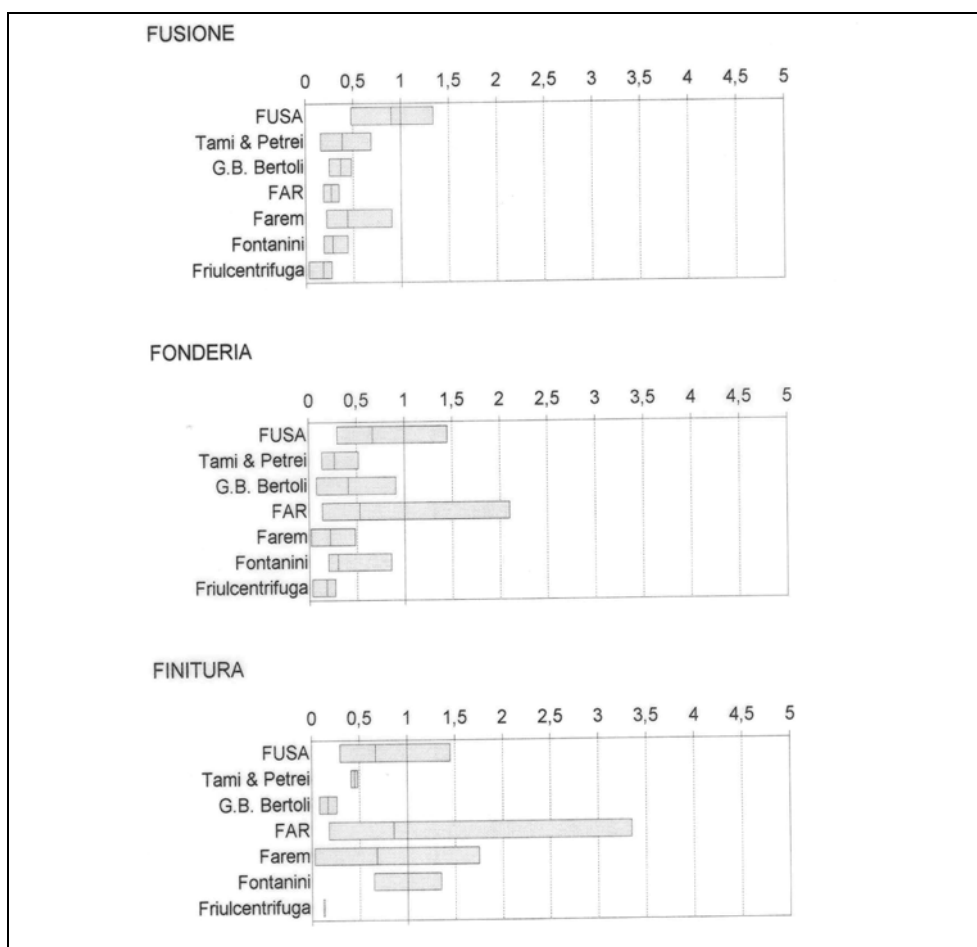 FUSIONE
0 0,5 1 1,5 2 2,5 3 3,5 4 4,5 5
FUSA
Tami & Petrei
G.B. Bertoli
FAR
Farem
Fontanini
Friulcentrifuga
FONDERIA
0 0,5 1 1,5 2 2,5 3 3,5 4 4,5 5
FUSA
Tami & Petrei
G.B. Bertoli
FAR
Farem
Fontanini
Friulcentrifuga
FINITURA
0 0,5 1 1,5 2 2,5 3 3,5 4 4,5 5
FUSA
Tami & Petrei
G.B. Bertoli
FAR
Farem
Fontanini
Friulcentrifuga